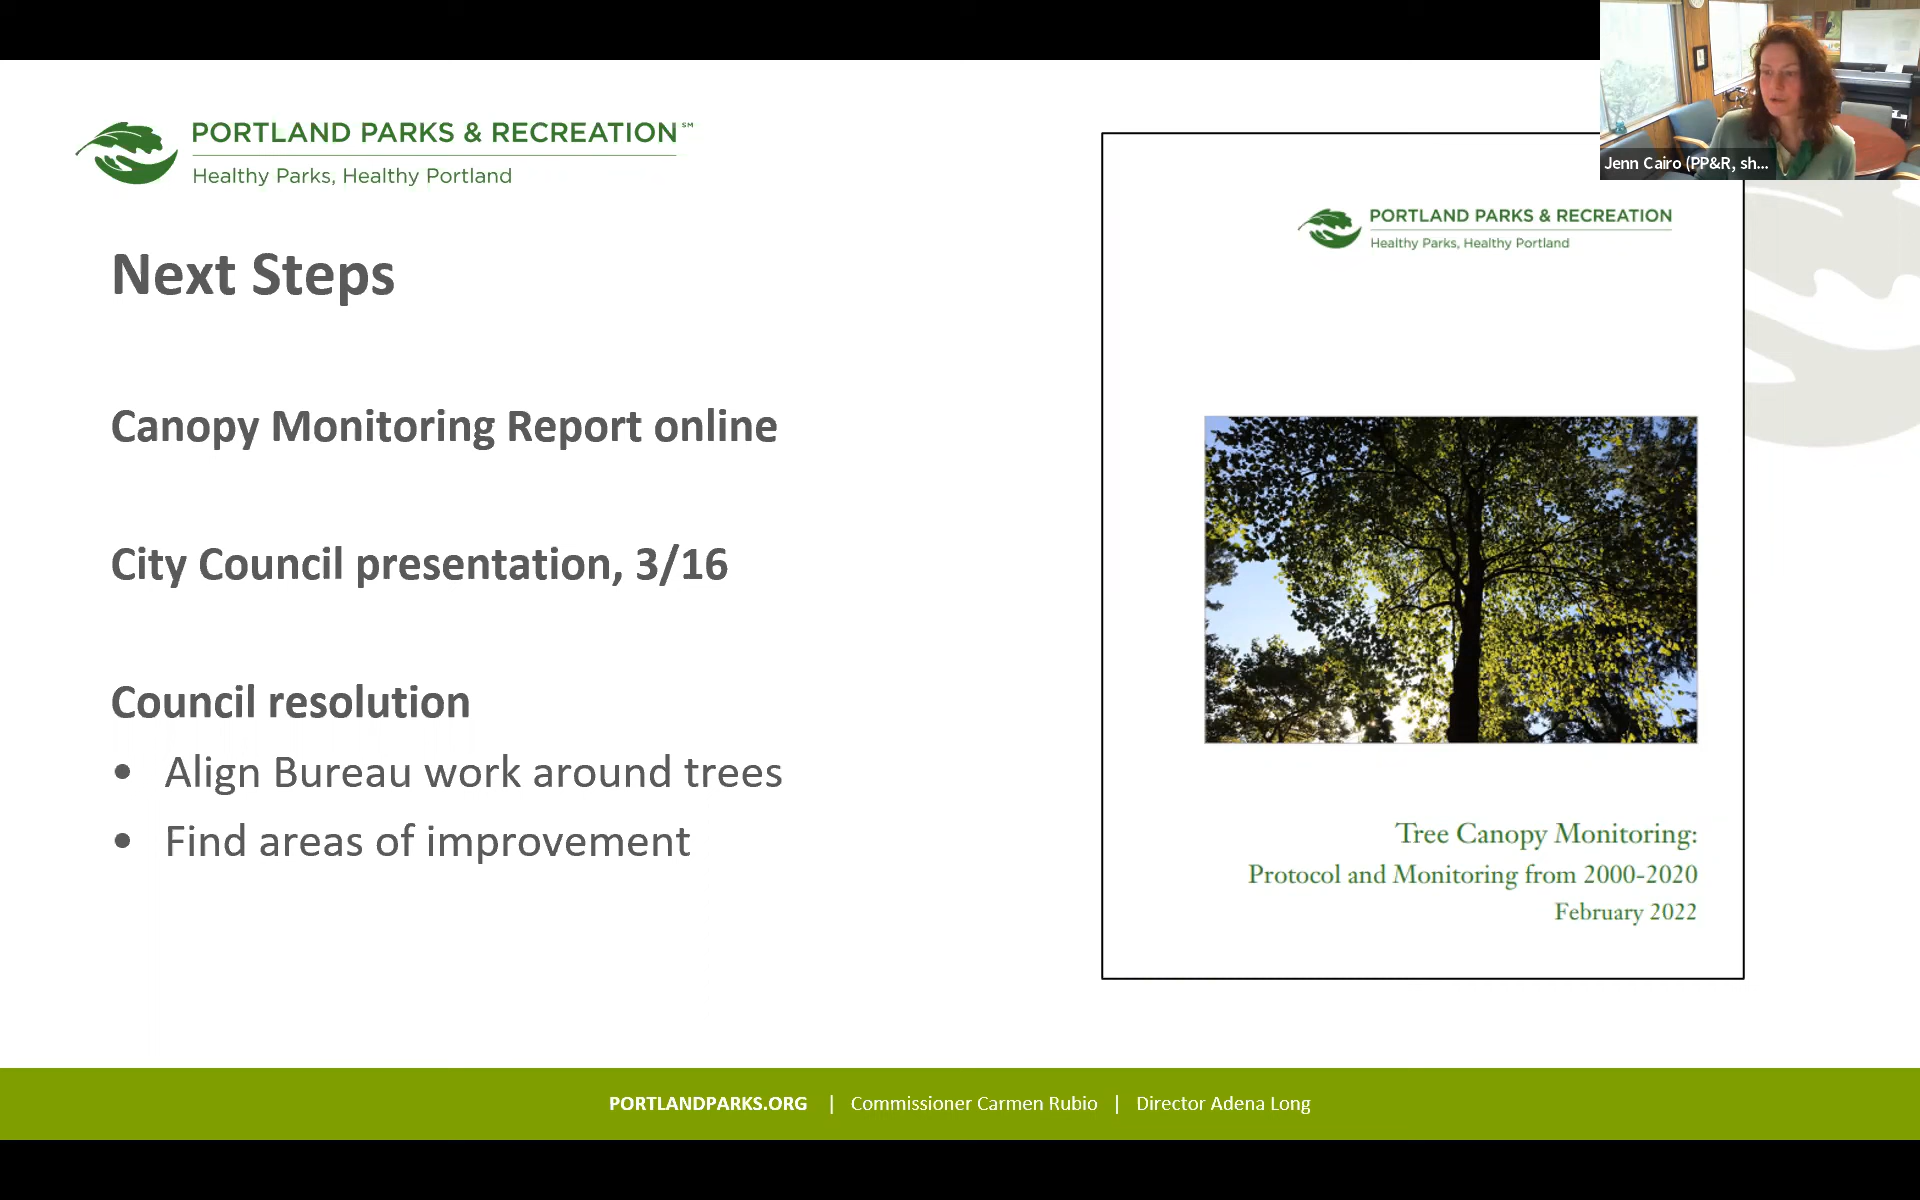 PORTLAND PARKS & RECREATION℠
Healthy Parks, Healthy Portland
Next Steps
Canopy Monitoring Report online
City Council presentation, 3/16
Council resolution
• Align Bureau work around trees
• Find areas of improvement
Jenn Cairo (PP&R, sh...
PORTLAND PARKS & RECREATION
Healthy Parks, Healthy Portland
Tree Canopy Monitoring:
Protocol and Monitoring from 2000-2020
February 2022
PORTLANDPARKS.ORG | Commissioner Carmen Rubio | Director Adena Long